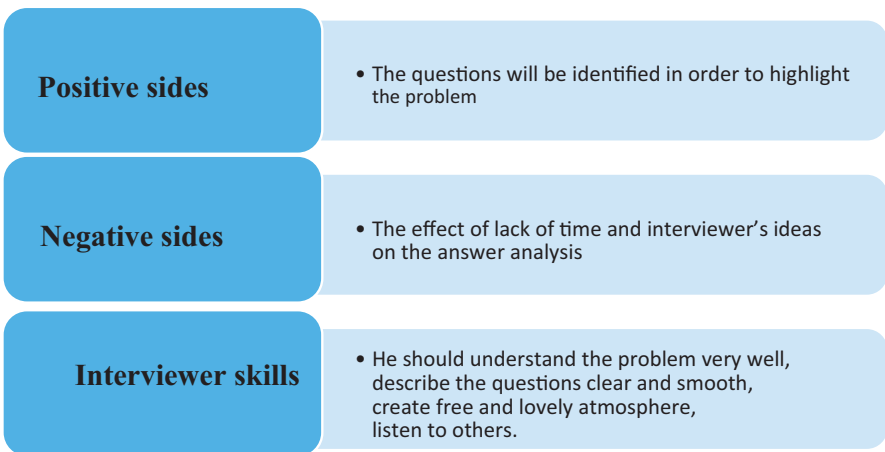 Positive sides
• The questions will be identified in order to highlight
the problem
Negative sides
• The effect of lack of time and interviewer's ideas
on the answer analysis
Interviewer skills
• He should understand the problem very well,
describe the questions clear and smooth,
create free and lovely atmosphere,
listen to others.